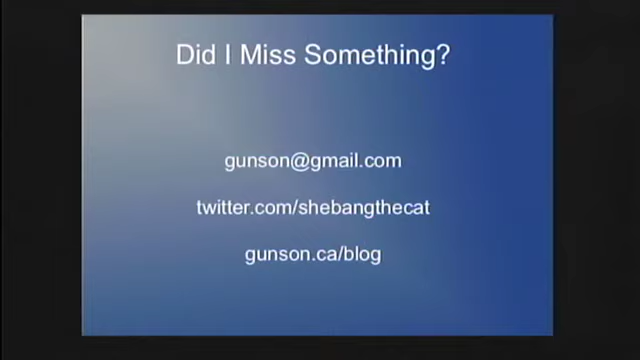 Did I Miss Something?
gunson@gmail.com
twitter.com/shebangthecat
gunson.ca/blog